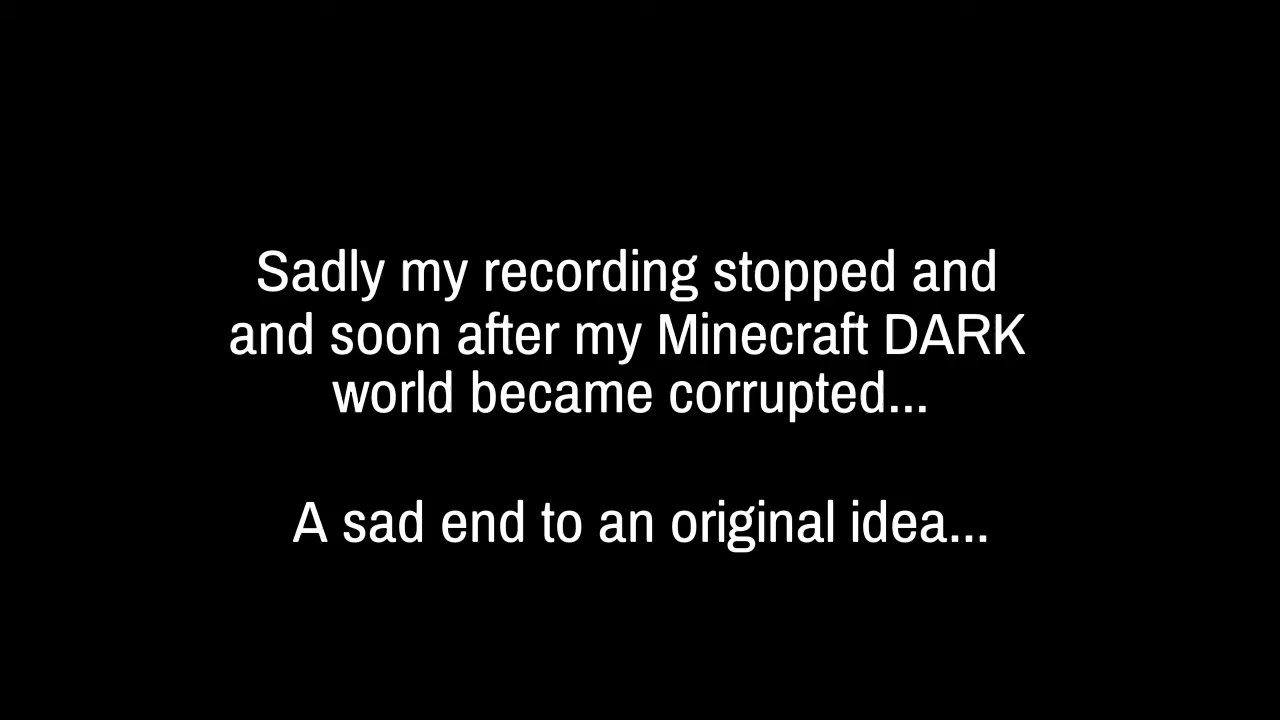 Sadly my recording stopped and
and soon after my Minecraft DARK
world became corrupted...
A sad end to an original idea...